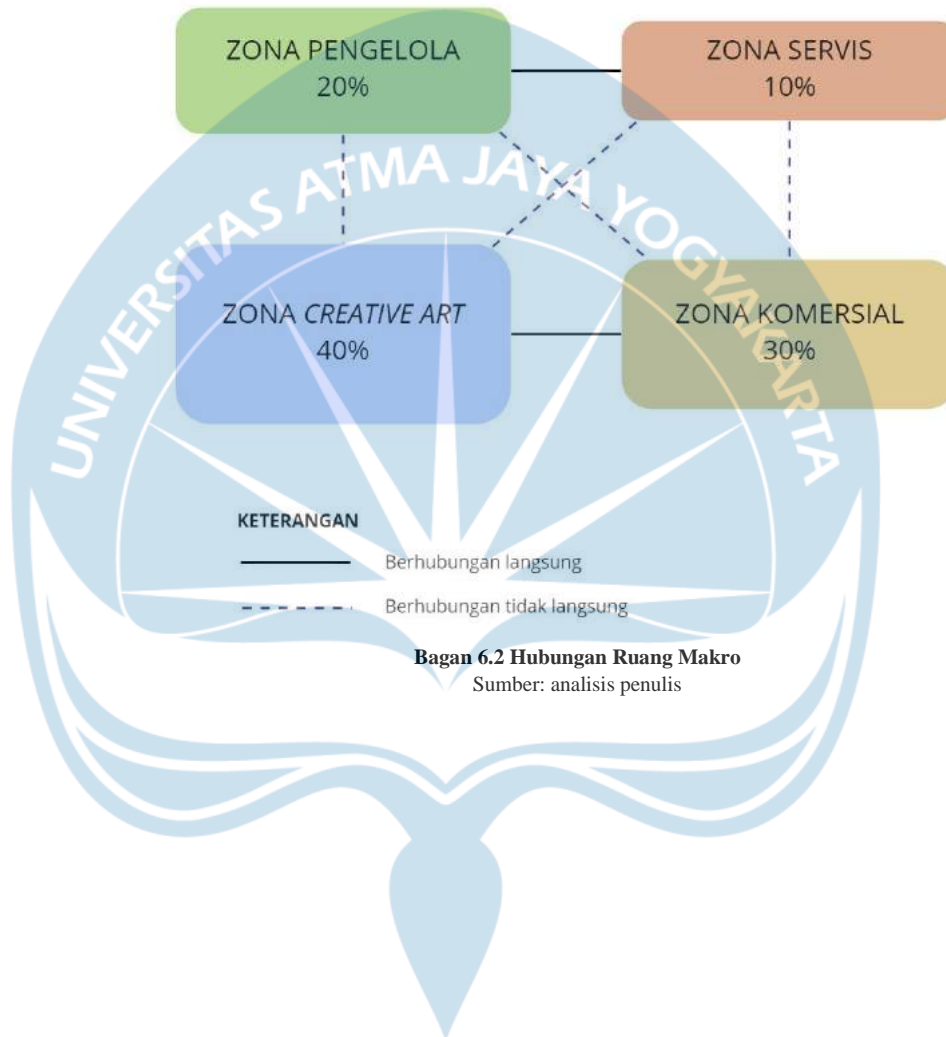 ZONA PENGELOLA
20%
ZONA SERVIS
10%
UNIVERSITAS ATMA JAYA YOGYAKARTA
ZONA CREATIVE ART
40%
ZONA KOMERSIAL
30%
KETERANGAN
Berhubungan langsung
Berhubungan tidak langsung
Bagan 6.2 Hubungan Ruang Makro
Sumber: analisis penulis